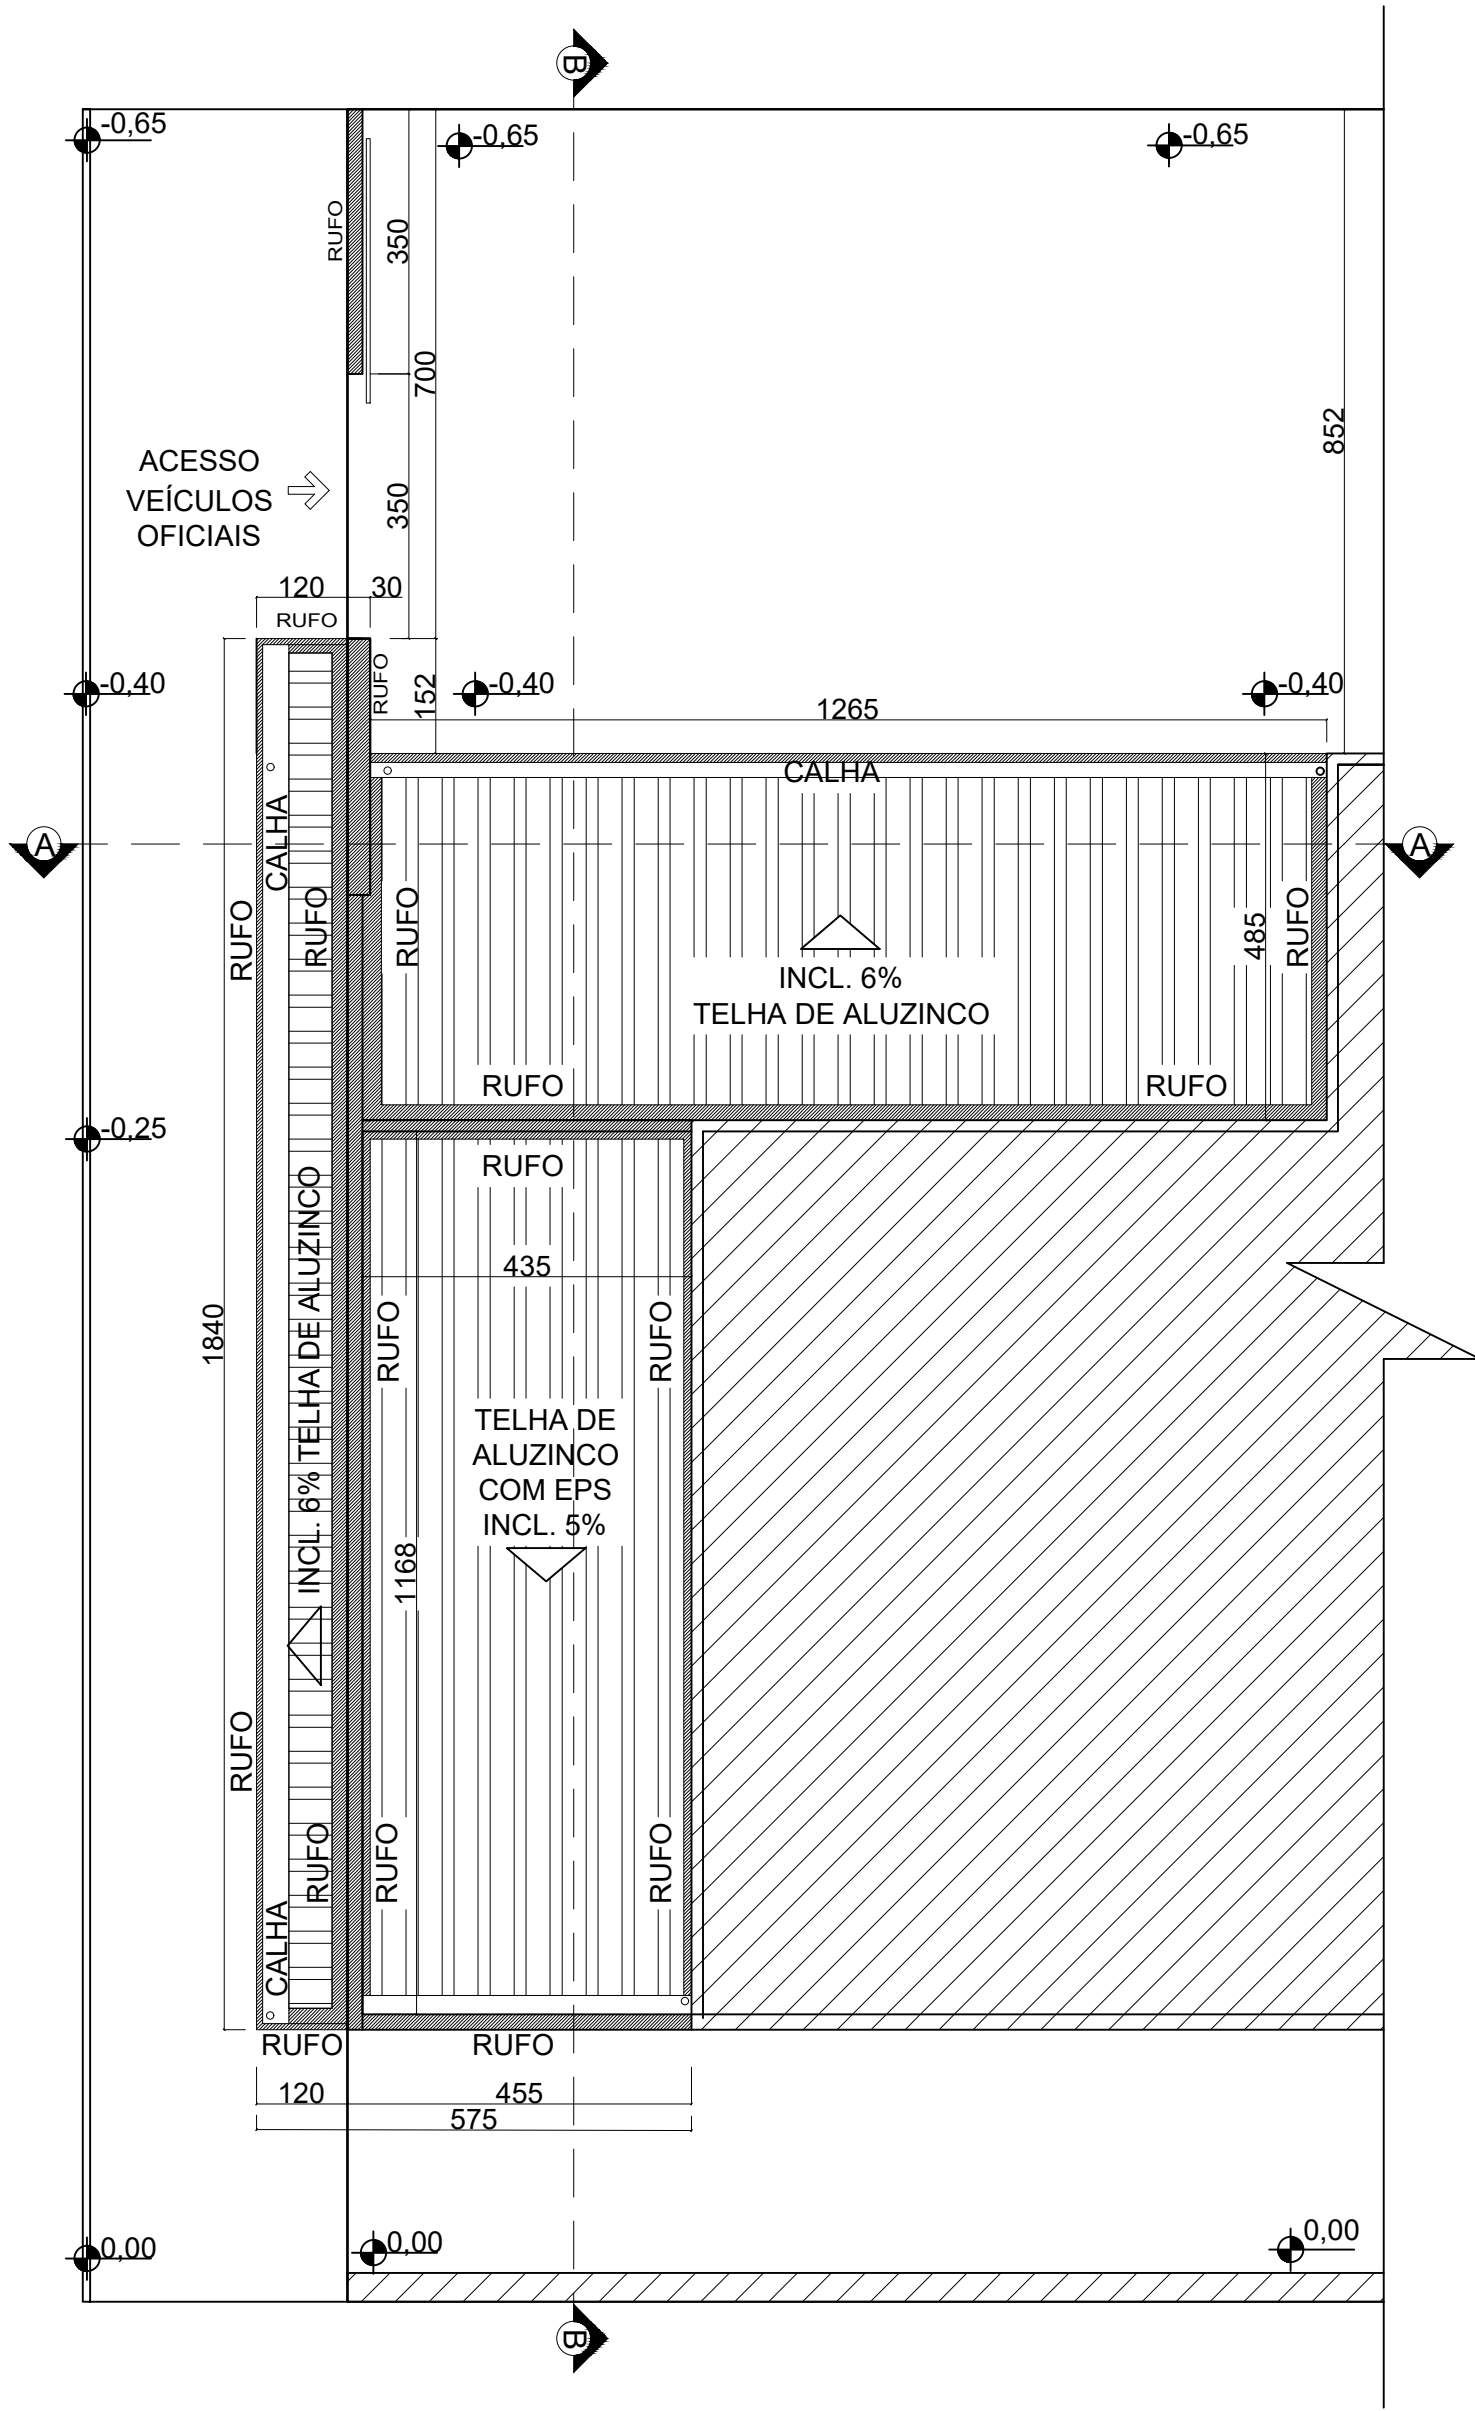 B
-0,65
-0,65
-0,65
RUFO
350
700
852
ACESSO
VEÍCULOS
OFICIAIS
350
120
30
RUFO
RUFO
152
-0,40
-0,40
-0,40
1265
CALHA
CALHA
A
A
RUFO
RUFO
RUFO
485
RUFO
INCL. 6%
TELHA DE ALUZINCO
RUFO
RUFO
-0,25
RUFO
INCL. 6% TELHA DE ALUZINCO
435
1840
RUFO
RUFO
TELHA DE
ALUZINCO
COM EPS
INCL. 5%
1168
RUFO
RUFO
RUFO
RUFO
CALHA
RUFO
RUFO
120
455
575
0,00
0,00
0,00
B